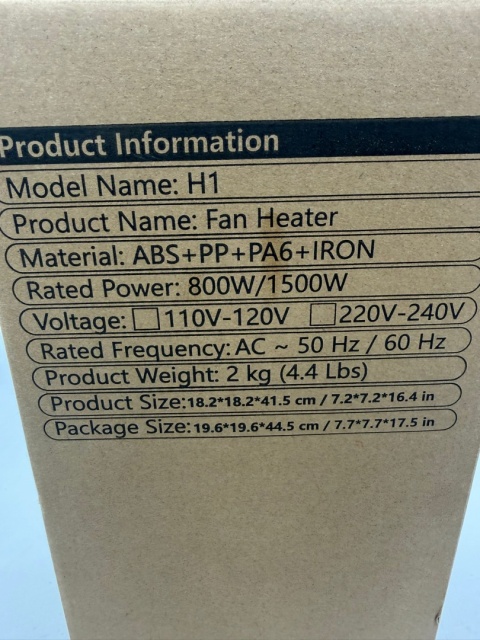 Product Information
Model Name: H1
Product Name: Fan Heater
Material: ABS+PP+PA6+IRON
Rated Power: 800W/1500W
Voltage: □110V-120V □220V-240V
Rated Frequency: AC ~ 50 Hz / 60 Hz
Product Weight: 2 kg (4.4 Lbs)
Product Size:18.2*18.2*41.5 cm / 7.2*7.2*16.4 in
Package Size:19.6*19.6*44.5 cm / 7.7*7.7*17.5 in